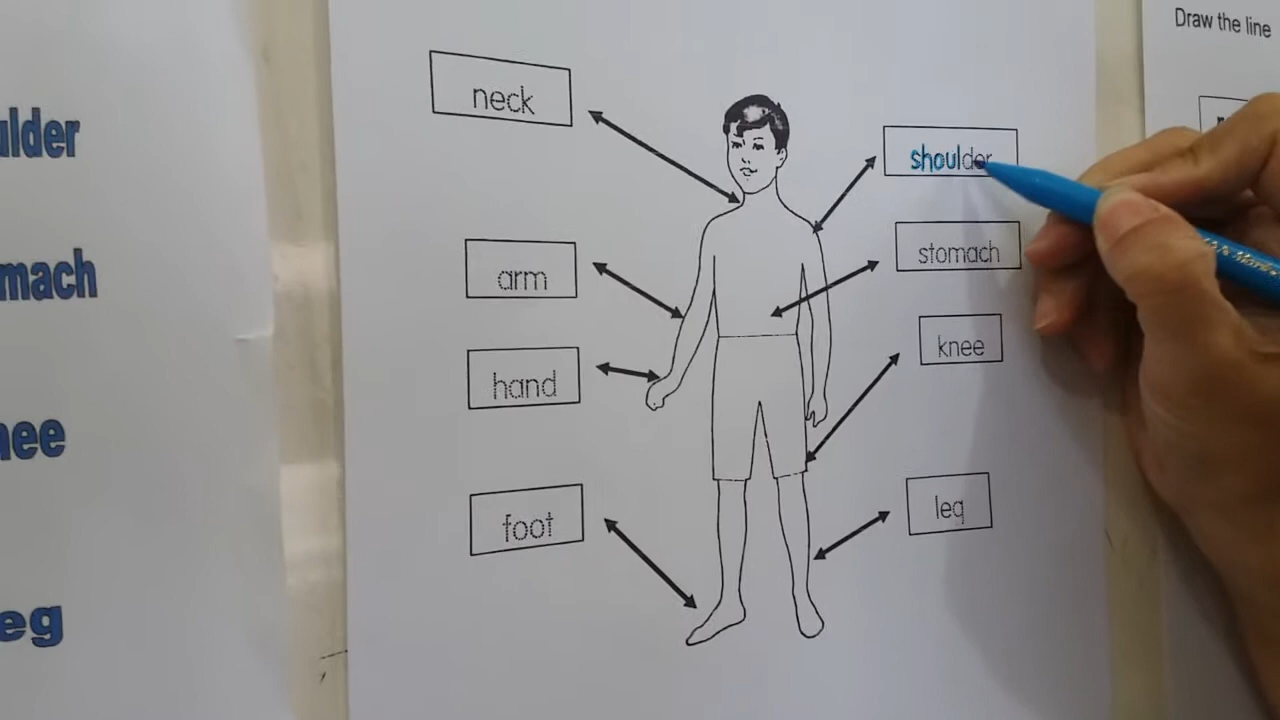 ulder
mach
nee
eg
neck
arm
hand
foot
shoulder
stomach
knee
leg
Draw the line